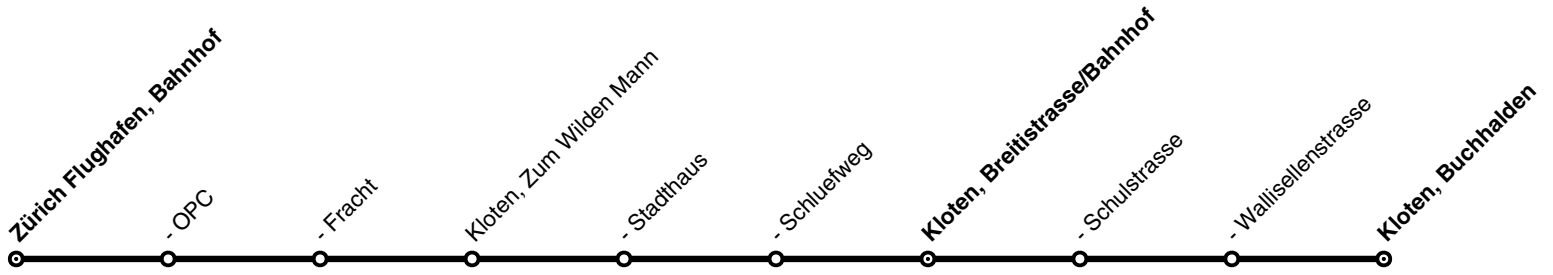 Zürich Flughafen, Bahnhof
- OPC
- Fracht
Kloten, Zum Wilden Mann
- Stadthaus
- Schluefweg
Kloten, Breitistrasse/Bahnhof
- Schulstrasse
- Wallisellenstrasse
Kloten, Buchhalden